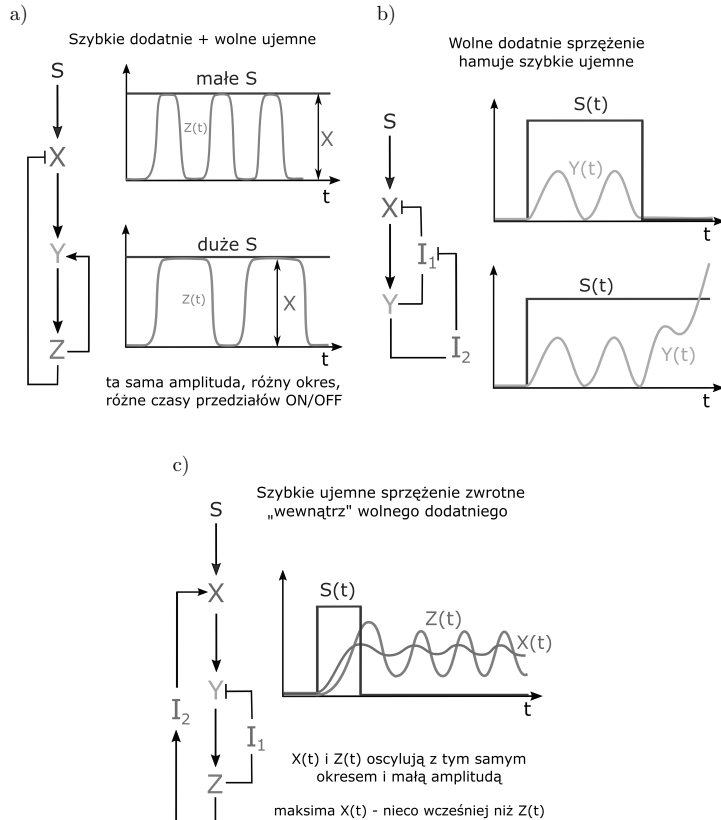 a)
Szybkie dodatnie + wolne ujemne
S
X
Y
Z
małe S
Z(t)
X
t
duże S
Z(t)
X
t
ta sama amplituda, różny okres,
różne czasy przedziałów ON/OFF
b)
Wolne dodatnie sprzężenie
hamuje szybkie ujemne
S
X
I₁
Y
I₂
S(t)
Y(t)
t
S(t)
Y(t)
t
c)
Szybkie ujemne sprzężenie zwrotne
„wewnątrz” wolnego dodatniego
S
X
Y
I₂
I₁
Z
S(t)
Z(t)
X(t)
t
X(t) i Z(t) oscylują z tym samym
okresem i małą amplitudą
maksima X(t) - nieco wcześniej niż Z(t)